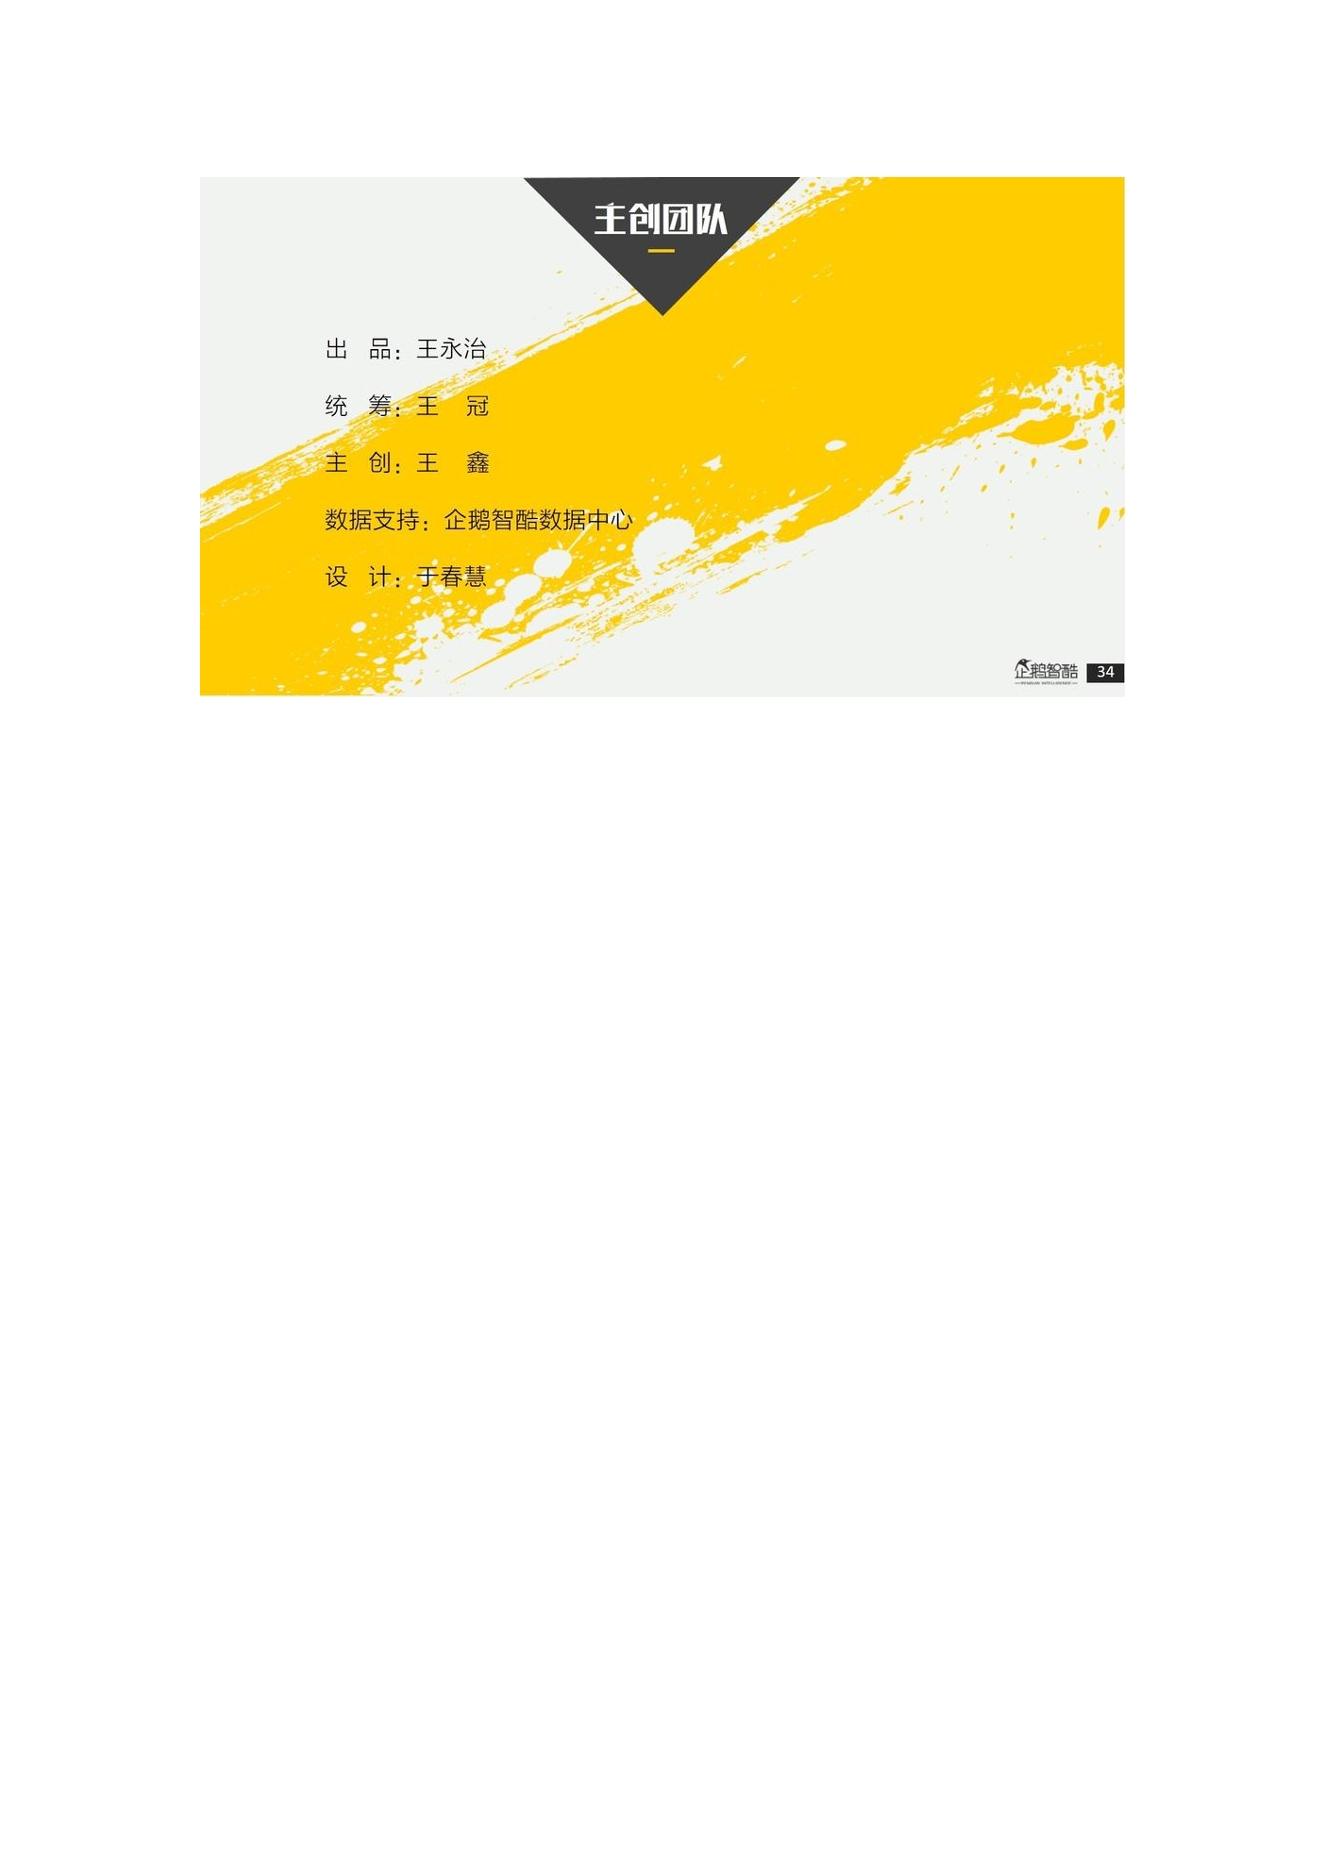 主创团队
出 品：王永治
统 筹：王 冠
主 创：王 鑫
数据支持：企鹅智酷数据中心
设 计：于春慧
企鹅智酷
34